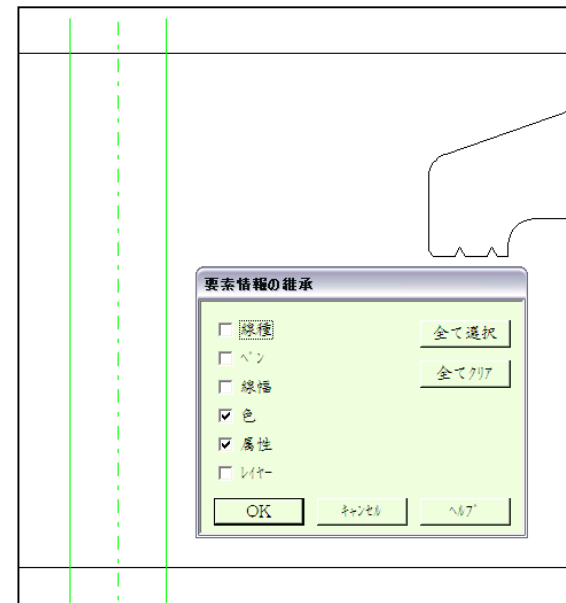 要素情報の継承
線種
全て選択
ﾍﾟﾝ
全てｸﾘｱ
線幅
色
属性
ﾚｲﾔｰ
OK
ｷｬﾝｾﾙ
ﾍﾙﾌﾟ